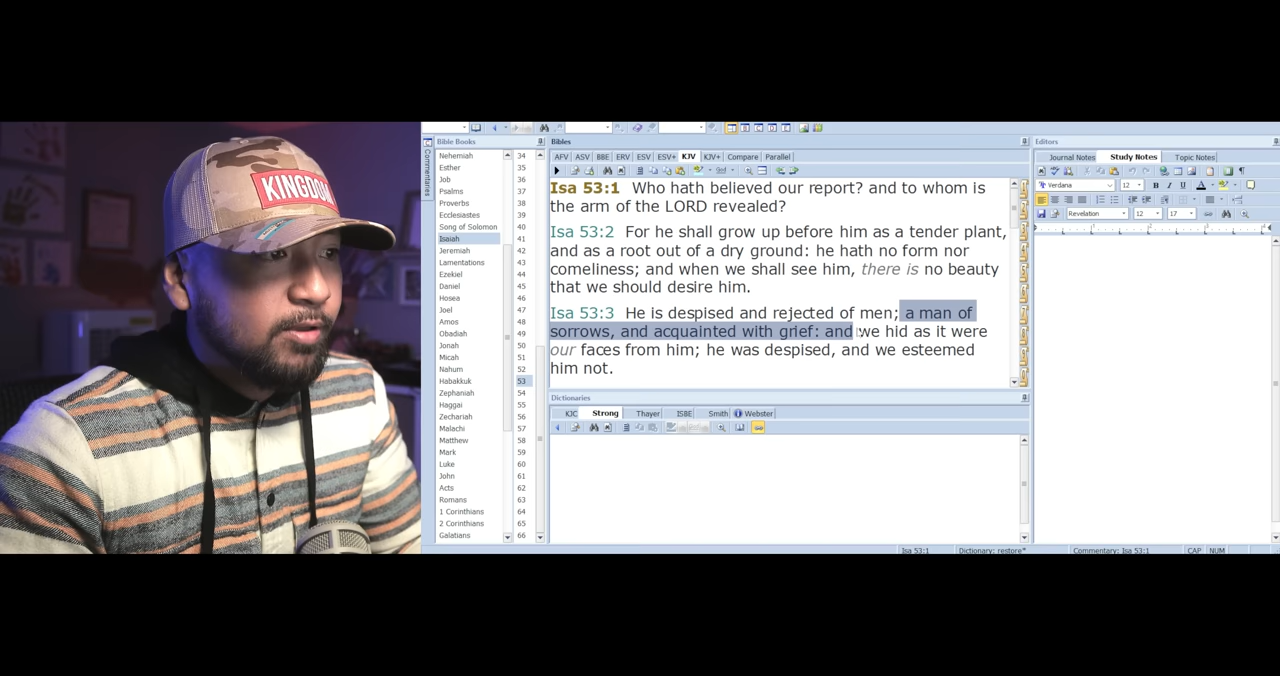 KINGDOM
Bible Books
Nehemiah
Esther
Job
Psalms
Proverbs
Ecclesiastes
Song of Solomon
Isaiah
Jeremiah
Lamentations
Ezekiel
Daniel
Hosea
Joel
Amos
Obadiah
Jonah
Micah
Nahum
Habakkuk
Zephaniah
Haggai
Zechariah
Malachi
Matthew
Mark
Luke
John
Acts
Romans
1 Corinthians
2 Corinthians
Galatians
34
35
36
37
38
39
40
41
42
43
44
45
46
47
48
49
50
51
52
53
54
55
56
57
58
59
60
61
62
63
64
65
66
Commentaries
Bibles
AFV ASV BBE ERV ESV ESV+ KJV KJV+ Compare Parallel
Isa 53:1 Who hath believed our report? and to whom is
the arm of the LORD revealed?
Isa 53:2 For he shall grow up before him as a tender plant,
and as a root out of a dry ground: he hath no form nor
comeliness; and when we shall see him, there is no beauty
that we should desire him.
Isa 53:3 He is despised and rejected of men; a man of
sorrows, and acquainted with grief: and we hid as it were
our faces from him; he was despised, and we esteemed
him not.
Dictionaries
KJC Strong Thayer ISBE Smith Webster
Editors
Journal Notes Study Notes Topic Notes
Verdana 12 B I U A
Revelation 12 17
Isa 53:1 Dictionary: restore* Commentary: Isa 53:1 CAP NUM